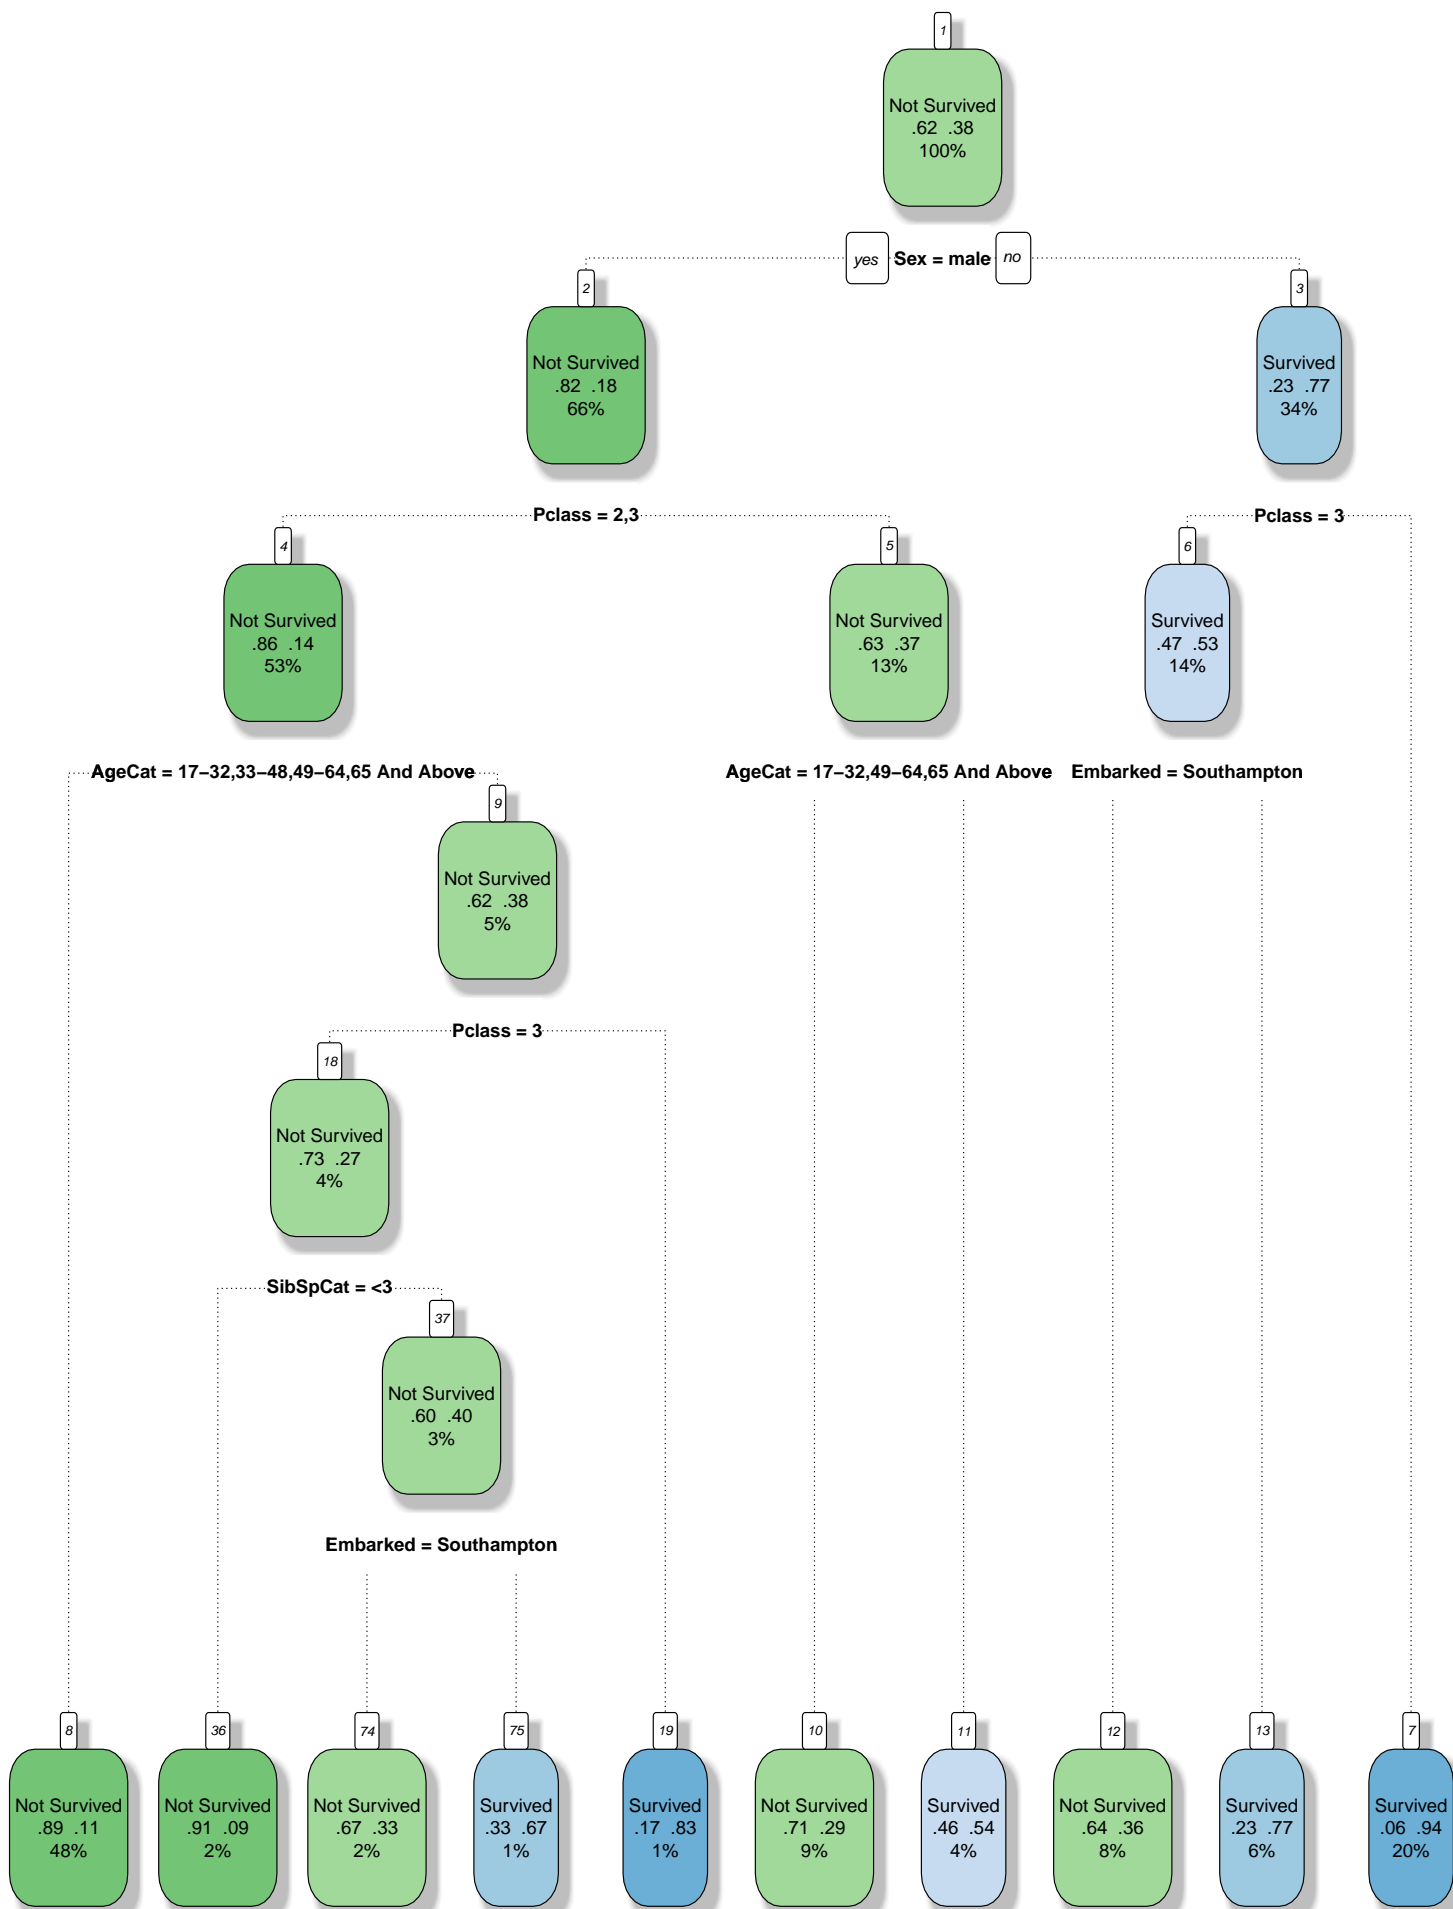 1
Not Survived
.62 .38
100%
yes Sex = male no
2
Not Survived
.82 .18
66%
3
Survived
.23 .77
34%
Pclass = 2,3
Pclass = 3
4
Not Survived
.86 .14
53%
5
Not Survived
.63 .37
13%
6
Survived
.47 .53
14%
AgeCat = 17−32,33−48,49−64,65 And Above
AgeCat = 17−32,49−64,65 And Above
Embarked = Southampton
9
Not Survived
.62 .38
5%
Pclass = 3
18
Not Survived
.73 .27
4%
SibSpCat = <3
37
Not Survived
.60 .40
3%
Embarked = Southampton
8
Not Survived
.89 .11
48%
36
Not Survived
.91 .09
2%
74
Not Survived
.67 .33
2%
75
Survived
.33 .67
1%
19
Survived
.17 .83
1%
10
Not Survived
.71 .29
9%
11
Survived
.46 .54
4%
12
Not Survived
.64 .36
8%
13
Survived
.23 .77
6%
7
Survived
.06 .94
20%